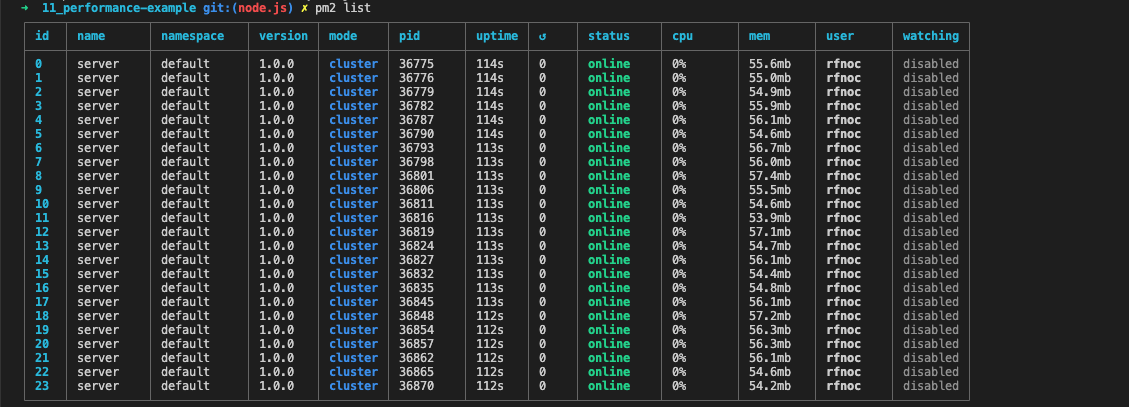 ➜ 11_performance-example git:(node.js) ✗ pm2 list
id name namespace version mode pid uptime ↺ status cpu mem user watching
0 server default 1.0.0 cluster 36775 114s 0 online 0% 55.6mb rfnoc disabled
1 server default 1.0.0 cluster 36776 114s 0 online 0% 55.0mb rfnoc disabled
2 server default 1.0.0 cluster 36779 114s 0 online 0% 54.9mb rfnoc disabled
3 server default 1.0.0 cluster 36782 114s 0 online 0% 55.9mb rfnoc disabled
4 server default 1.0.0 cluster 36787 114s 0 online 0% 56.1mb rfnoc disabled
5 server default 1.0.0 cluster 36790 114s 0 online 0% 54.6mb rfnoc disabled
6 server default 1.0.0 cluster 36793 113s 0 online 0% 56.7mb rfnoc disabled
7 server default 1.0.0 cluster 36798 113s 0 online 0% 56.0mb rfnoc disabled
8 server default 1.0.0 cluster 36801 113s 0 online 0% 57.4mb rfnoc disabled
9 server default 1.0.0 cluster 36806 113s 0 online 0% 55.5mb rfnoc disabled
10 server default 1.0.0 cluster 36811 113s 0 online 0% 54.6mb rfnoc disabled
11 server default 1.0.0 cluster 36816 113s 0 online 0% 53.9mb rfnoc disabled
12 server default 1.0.0 cluster 36819 113s 0 online 0% 57.1mb rfnoc disabled
13 server default 1.0.0 cluster 36824 113s 0 online 0% 54.7mb rfnoc disabled
14 server default 1.0.0 cluster 36827 113s 0 online 0% 56.1mb rfnoc disabled
15 server default 1.0.0 cluster 36832 113s 0 online 0% 54.4mb rfnoc disabled
16 server default 1.0.0 cluster 36835 113s 0 online 0% 54.8mb rfnoc disabled
17 server default 1.0.0 cluster 36845 113s 0 online 0% 56.1mb rfnoc disabled
18 server default 1.0.0 cluster 36848 112s 0 online 0% 57.2mb rfnoc disabled
19 server default 1.0.0 cluster 36854 112s 0 online 0% 56.3mb rfnoc disabled
20 server default 1.0.0 cluster 36857 112s 0 online 0% 56.3mb rfnoc disabled
21 server default 1.0.0 cluster 36862 112s 0 online 0% 56.1mb rfnoc disabled
22 server default 1.0.0 cluster 36865 112s 0 online 0% 54.6mb rfnoc disabled
23 server default 1.0.0 cluster 36870 112s 0 online 0% 54.2mb rfnoc disabled